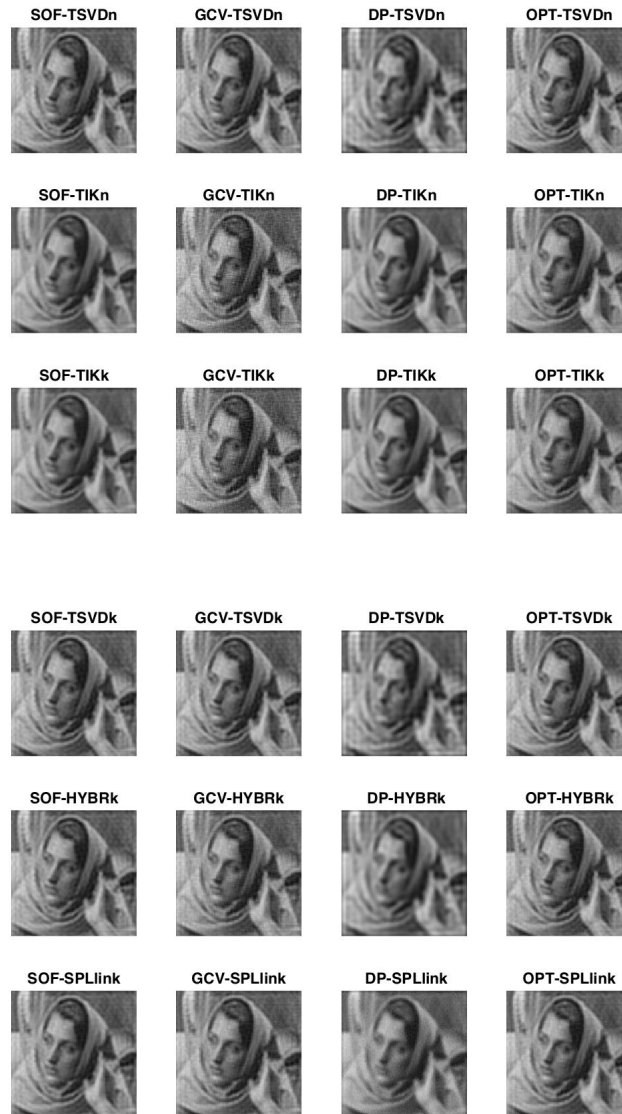 SOF-TSVDn GCV-TSVDn DP-TSVDn OPT-TSVDn
SOF-TIKn GCV-TIKn DP-TIKn OPT-TIKn
SOF-TIKk GCV-TIKk DP-TIKk OPT-TIKk
SOF-TSVDk GCV-TSVDk DP-TSVDk OPT-TSVDk
SOF-HYBRk GCV-HYBRk DP-HYBRk OPT-HYBRk
SOF-SPLlink GCV-SPLlink DP-SPLlink OPT-SPLlink